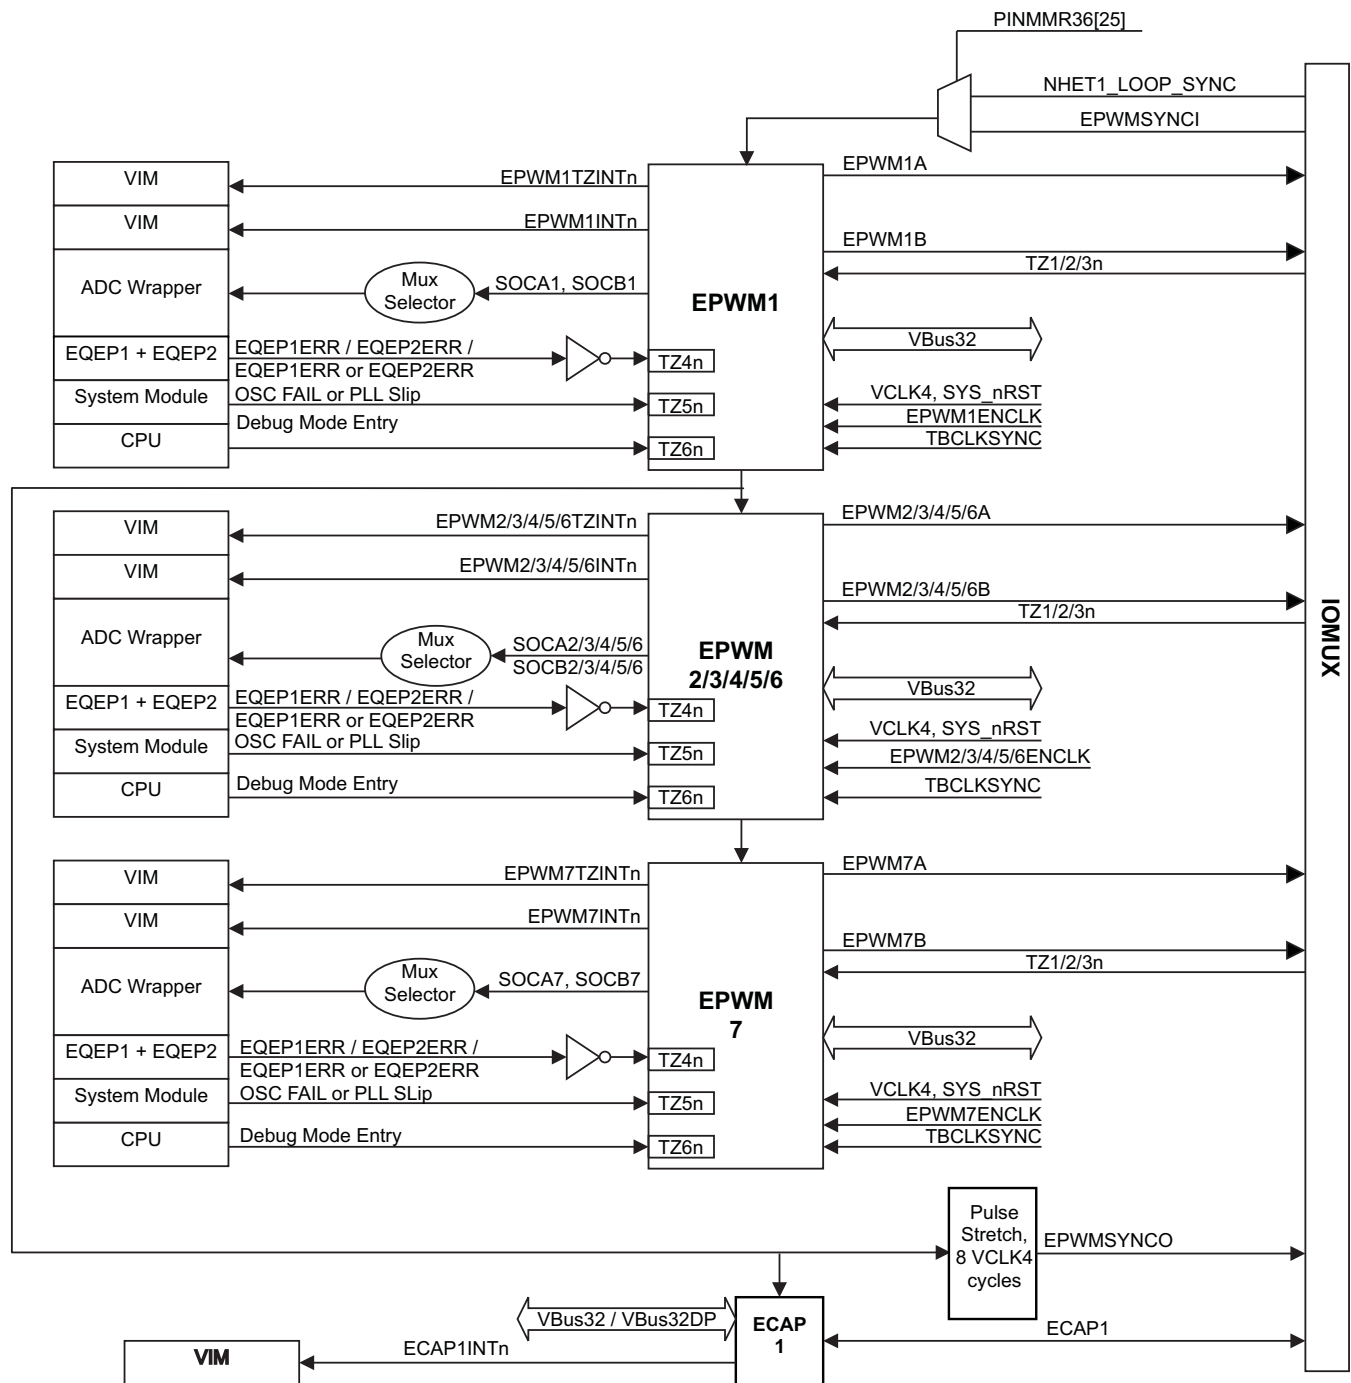 PINMMR36[25]
NHET1_LOOP_SYNC
EPWMSYNCI
VIM
EPWM1TZINTn
EPWM1A
VIM
EPWM1INTn
EPWM1B
TZ1/2/3n
ADC Wrapper
Mux
Selector
SOCA1, SOCB1
EPWM1
VBus32
EQEP1 + EQEP2
EQEP1ERR / EQEP2ERR /
EQEP1ERR or EQEP2ERR
TZ4n
System Module
OSC FAIL or PLL Slip
TZ5n
VCLK4, SYS_nRST
EPWM1ENCLK
TBCLKSYNC
CPU
Debug Mode Entry
TZ6n
VIM
EPWM2/3/4/5/6TZINTn
EPWM2/3/4/5/6A
VIM
EPWM2/3/4/5/6INTn
EPWM2/3/4/5/6B
TZ1/2/3n
IOMUX
ADC Wrapper
Mux
Selector
SOCA2/3/4/5/6
SOCB2/3/4/5/6
EPWM
2/3/4/5/6
VBus32
EQEP1 + EQEP2
EQEP1ERR / EQEP2ERR /
EQEP1ERR or EQEP2ERR
TZ4n
System Module
OSC FAIL or PLL Slip
TZ5n
VCLK4, SYS_nRST
EPWM2/3/4/5/6ENCLK
TBCLKSYNC
CPU
Debug Mode Entry
TZ6n
VIM
EPWM7TZINTn
EPWM7A
VIM
EPWM7INTn
EPWM7B
TZ1/2/3n
ADC Wrapper
Mux
Selector
SOCA7, SOCB7
EPWM
7
VBus32
EQEP1 + EQEP2
EQEP1ERR / EQEP2ERR /
EQEP1ERR or EQEP2ERR
TZ4n
System Module
OSC FAIL or PLL SLip
TZ5n
VCLK4, SYS_nRST
EPWM7ENCLK
TBCLKSYNC
CPU
Debug Mode Entry
TZ6n
Pulse
Stretch,
8 VCLK4
cycles
EPWMSYNCO
VBus32 / VBus32DP
ECAP
1
ECAP1
VIM
ECAP1INTn